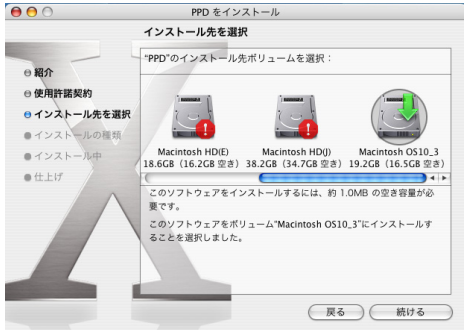 PPD をインストール
インストール先を選択
紹介
使用許諾契約
インストール先を選択
インストールの種類
インストール中
仕上げ
"PPD"のインストール先ボリュームを選択：
Macintosh HD(E)
18.6GB（16.2GB 空き）
Macintosh HD(J)
38.2GB（34.7GB 空き）
Macintosh OS10_3
19.2GB（16.5GB 空き）
このソフトウェアをインストールするには、約 1.0MB の空き容量が必
要です。
このソフトウェアをボリューム"Macintosh OS10_3"にインストールす
ることを選択しました。
戻る
続ける